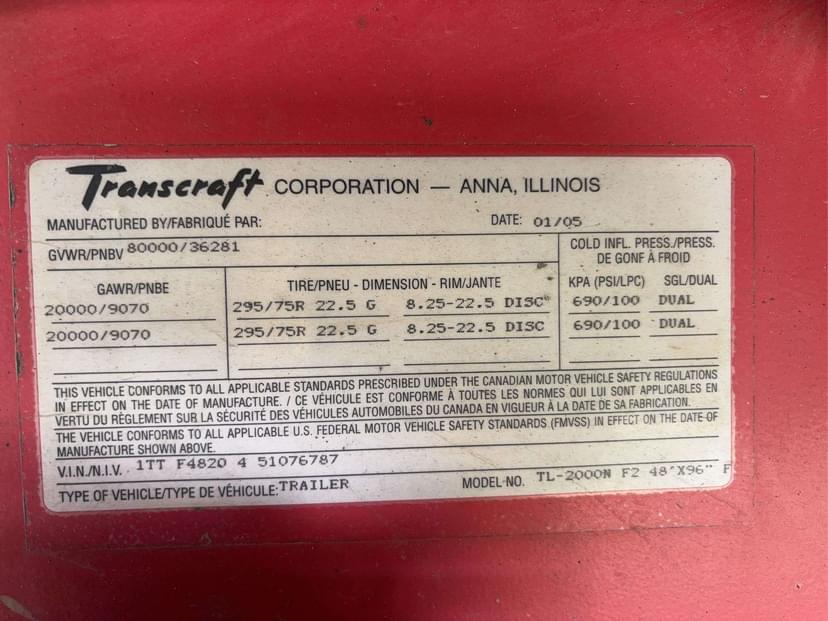 Transcraft CORPORATION — ANNA, ILLINOIS
MANUFACTURED BY/FABRIQUÉ PAR: DATE: 01/05
GVWR/PNBV 80000/36281
COLD INFL. PRESS./PRESS.
DE GONF À FROID
GAWR/PNBE TIRE/PNEU - DIMENSION - RIM/JANTE KPA (PSI/LPC) SGL/DUAL
20000/9070 295/75R 22.5 G 8.25-22.5 DISC 690/100 DUAL
20000/9070 295/75R 22.5 G 8.25-22.5 DISC 690/100 DUAL
THIS VEHICLE CONFORMS TO ALL APPLICABLE STANDARDS PRESCRIBED UNDER THE CANADIAN MOTOR VEHICLE SAFETY REGULATIONS
IN EFFECT ON THE DATE OF MANUFACTURE. / CE VÉHICULE EST CONFORME À TOUTES LES NORMES QUI LUI SONT APPLICABLES EN
VERTU DU RÈGLEMENT SUR LA SÉCURITÉ DES VÉHICULES AUTOMOBILES DU CANADA EN VIGUEUR À LA DATE DE SA FABRICATION.
THE VEHICLE CONFORMS TO ALL APPLICABLE U.S. FEDERAL MOTOR VEHICLE SAFETY STANDARDS (FMVSS) IN EFFECT ON THE DATE OF
MANUFACTURE SHOWN ABOVE.
V.I.N./N.I.V. 1TT F4820 4 51076787
TYPE OF VEHICLE/TYPE DE VÉHICULE: TRAILER MODEL-NO. TL-2000N F2 48'X96" F